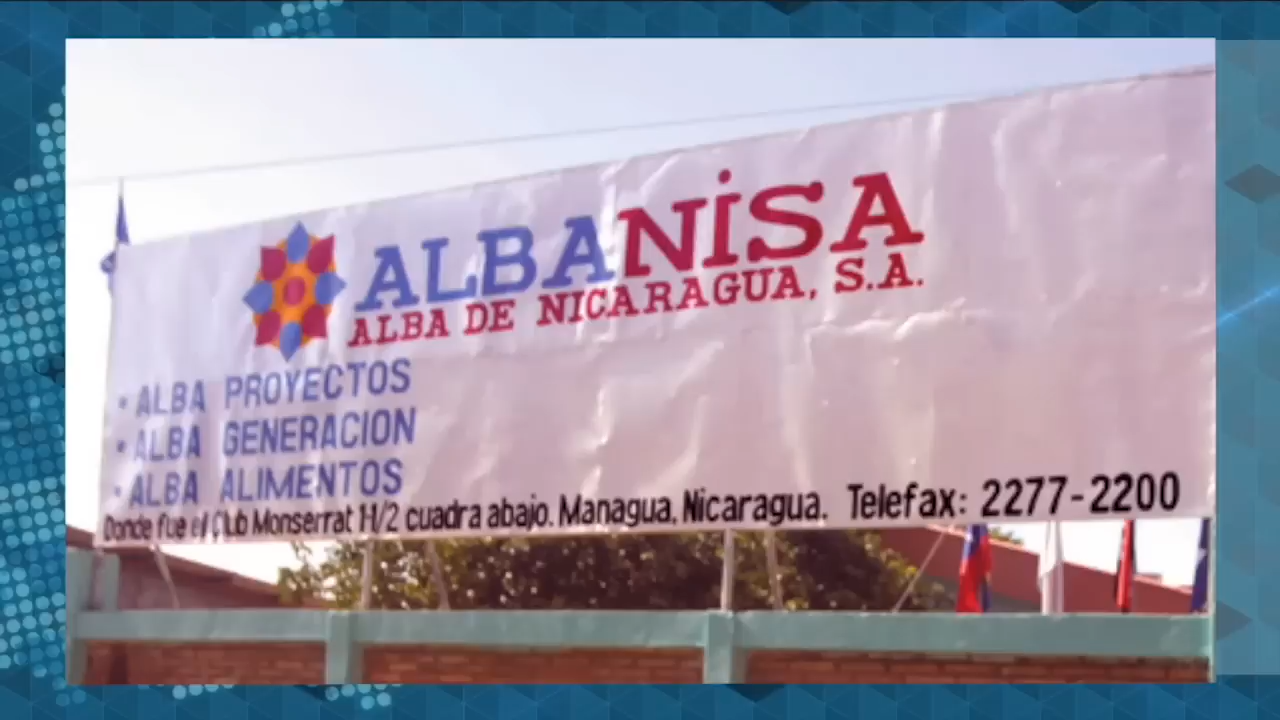 ALBANiSA
ALBA DE NICARAGUA, S.A.
• ALBA PROYECTOS
• ALBA GENERACION
• ALBA ALIMENTOS
Donde fue el Club Monserrat 1-1/2 cuadra abajo. Managua, Nicaragua. Telefax: 2277-2200